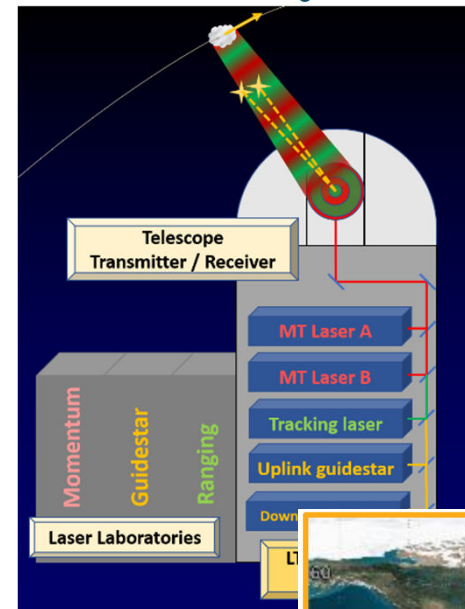 Telescope
Transmitter / Receiver
MT Laser A
MT Laser B
Tracking laser
Uplink guidestar
Momentum
Guidestar
Ranging
Laser Laboratories